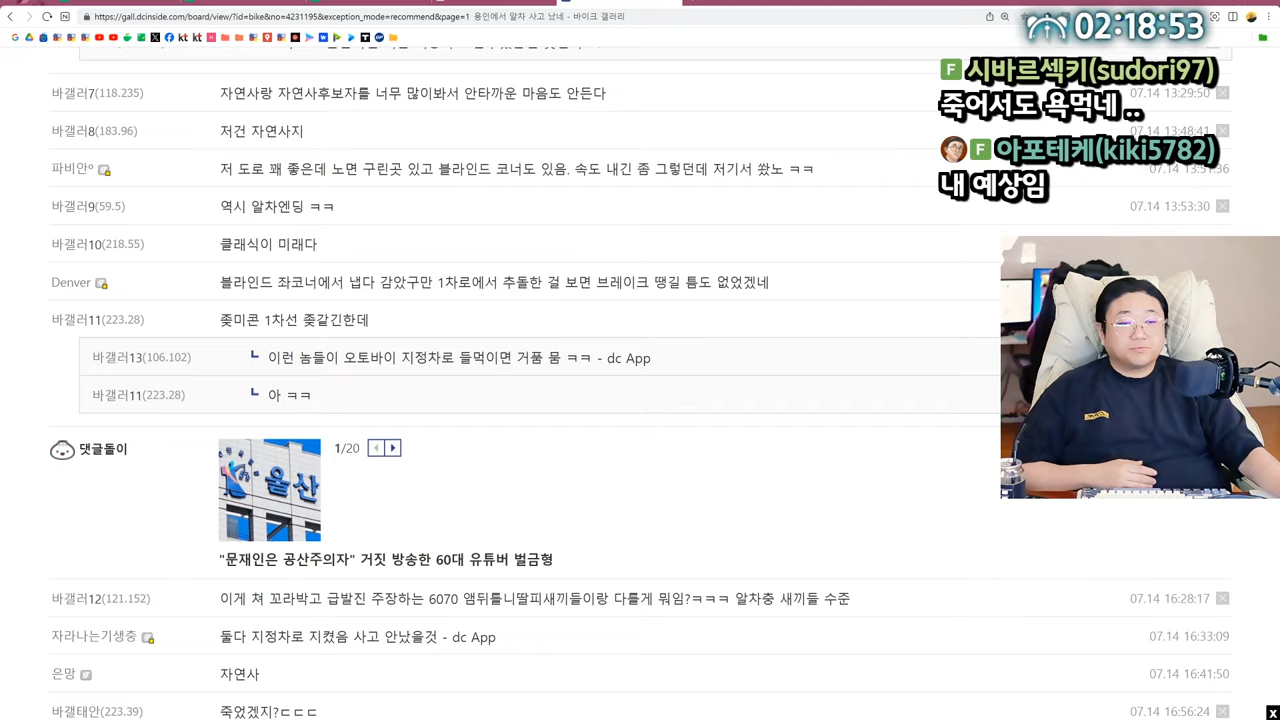 https://gall.dcinside.com/board/view/?id=bike&no=4231195&exception_mode=recommend&page=1 용인에서 알차 사고 났네 - 바이크 갤러리
02:18:53
F 시바르섹키(sudori97)
죽어서도 욕먹네 ..
F 아포테케(kiki5782)
내 예상임
바갤러7(118.235) 자연사랑 자연사후보자를 너무 많이봐서 안타까운 마음도 안든다 07.14 13:29:50
바갤러8(183.96) 저건 자연사지 07.14 13:48:41
파비안º 저 도로 꽤 좋은데 노면 구린곳 있고 블라인드 코너도 있음. 속도 내긴 좀 그렇던데 저기서 쐈노 ㅋㅋ 07.14 13:51:36
바갤러9(59.5) 역시 알차엔딩 ㅋㅋ 07.14 13:53:30
바갤러10(218.55) 클래식이 미래다
Denver 블라인드 좌코너에서 냅다 감았구만 1차로에서 추돌한 걸 보면 브레이크 땡길 틈도 없었겠네
바갤러11(223.28) 좆미콘 1차선 좆같긴한데
바갤러13(106.102) 이런 놈들이 오토바이 지정차로 들먹이면 거품 뭄 ㅋㅋ - dc App
바갤러11(223.28) 아 ㅋㅋ
댓글돌이 1/20
울산
"문재인은 공산주의자" 거짓 방송한 60대 유튜버 벌금형
바갤러12(121.152) 이게 쳐 꼬라박고 급발진 주장하는 6070 앰뒤틀니딸피새끼들이랑 다를게 뭐임?ㅋㅋㅋ 알차충 새끼들 수준 07.14 16:28:17
자라나는기생충 둘다 지정차로 지켰음 사고 안났을것 - dc App 07.14 16:33:09
은망 자연사 07.14 16:41:50
바갤태안(223.39) 죽었겠지?ㄷㄷㄷ 07.14 16:56:24